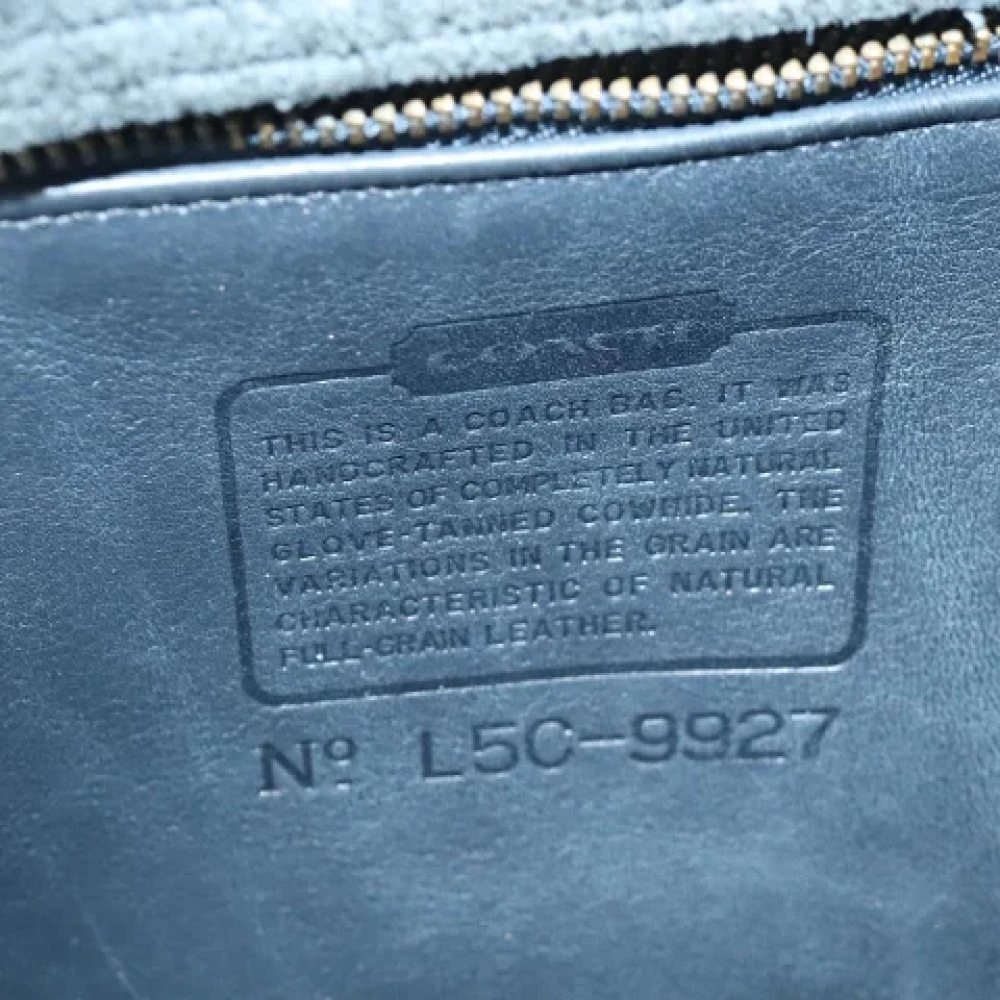 COACH
THIS IS A COACH BAG. IT WAS
HANDCRAFTED IN THE UNITED
STATES OF COMPLETELY NATURAL
GLOVE-TANNED COWHIDE. THE
VARIATIONS IN THE GRAIN ARE
CHARACTERISTIC OF NATURAL
FULL-GRAIN LEATHER.
Nº L5C-9927